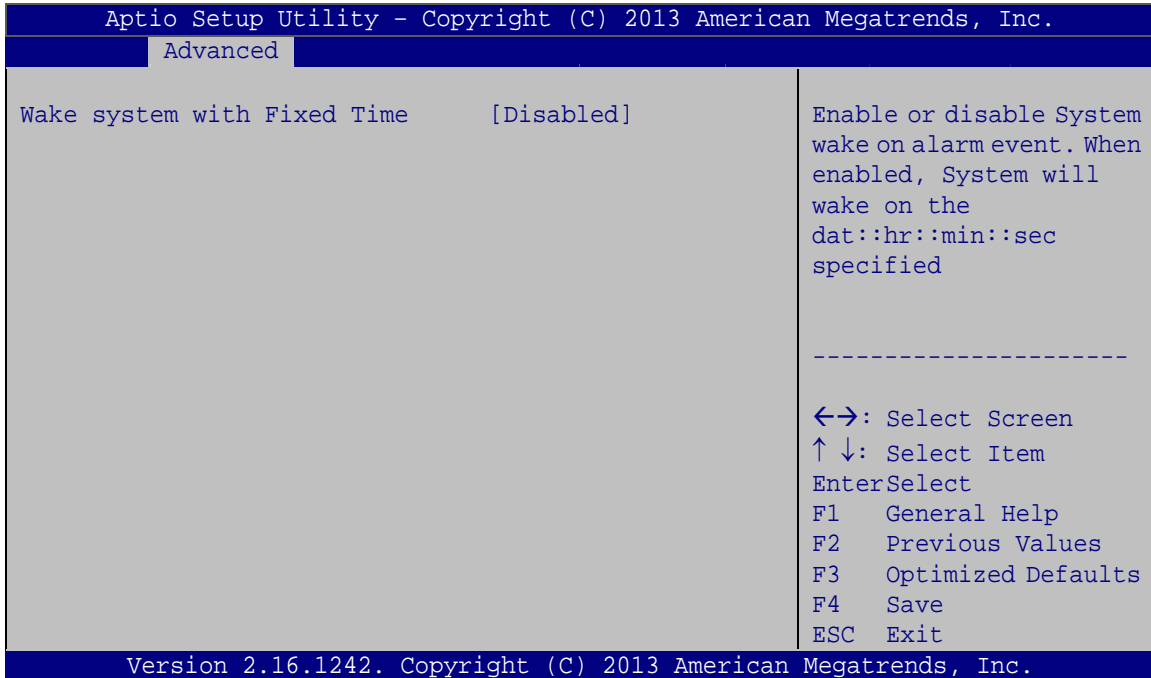 Aptio Setup Utility – Copyright (C) 2013 American Megatrends, Inc.
Advanced
Wake system with Fixed Time [Disabled]
Enable or disable System
wake on alarm event. When
enabled, System will
wake on the
dat::hr::min::sec
specified
----------------------
←→: Select Screen
↑ ↓: Select Item
EnterSelect
F1 General Help
F2 Previous Values
F3 Optimized Defaults
F4 Save
ESC Exit
Version 2.16.1242. Copyright (C) 2013 American Megatrends, Inc.